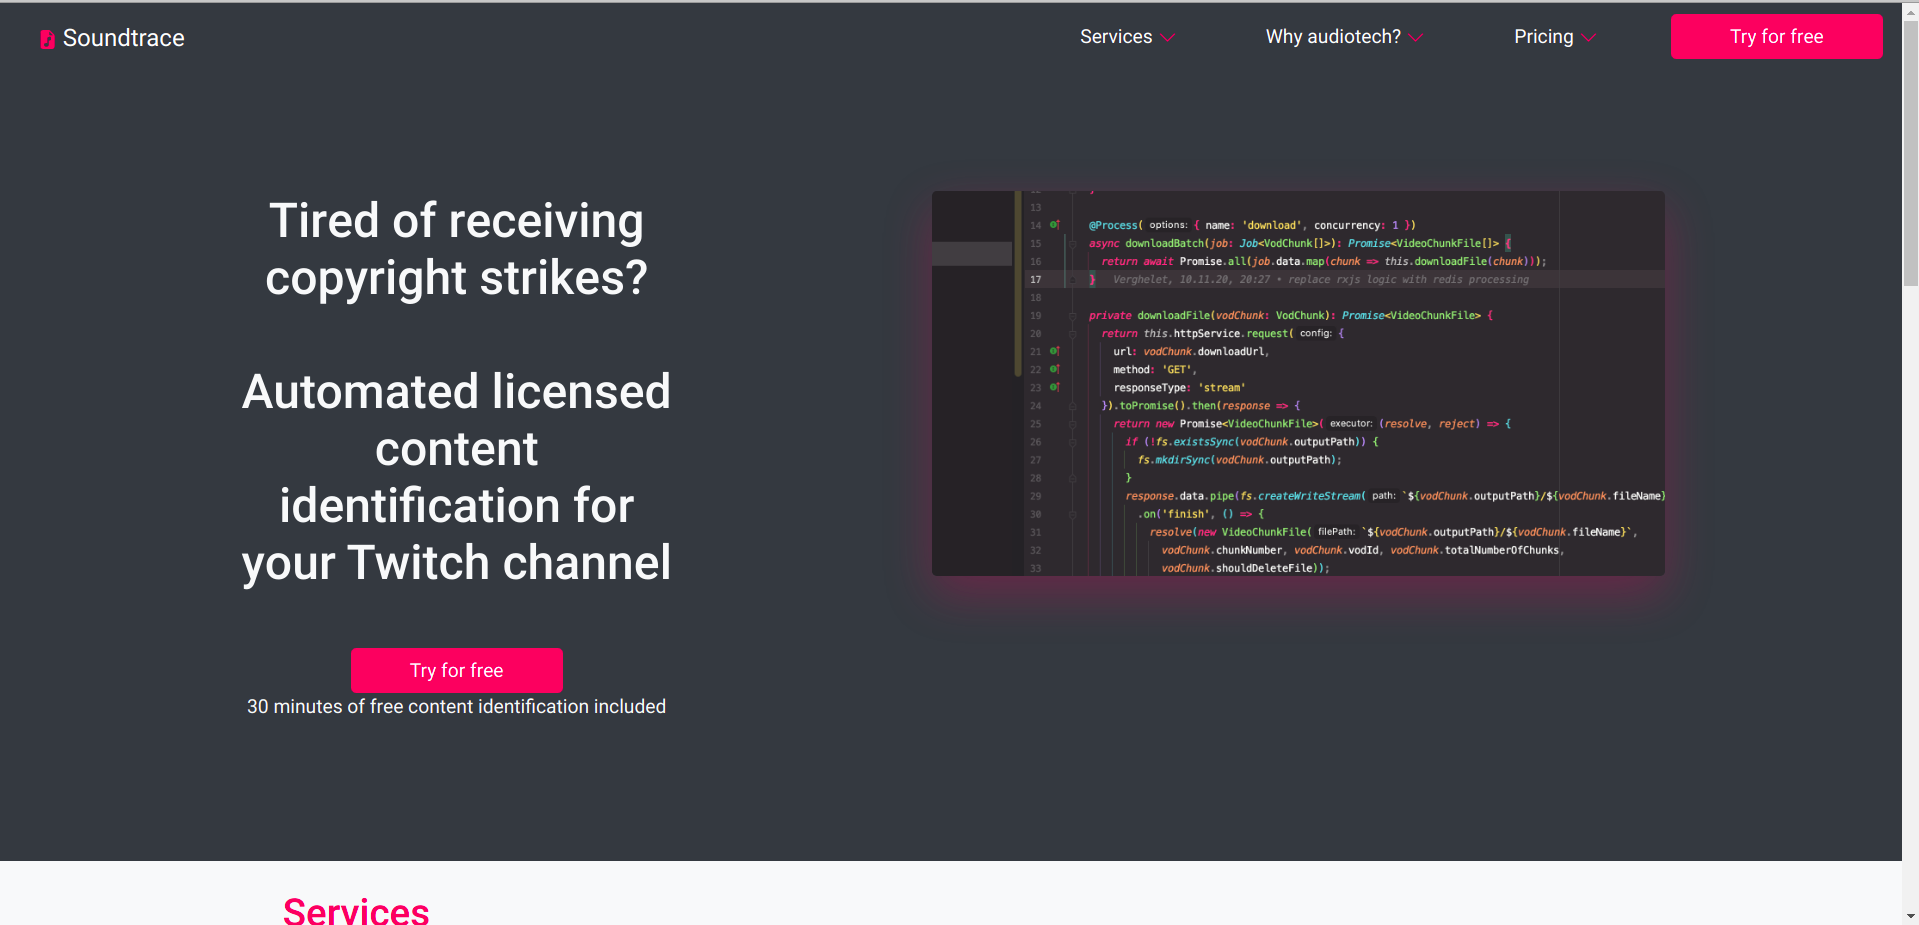 Soundtrace
Services
Why audiotech?
Pricing
Try for free
Tired of receiving
copyright strikes?
Automated licensed
content
identification for
your Twitch channel
Try for free
30 minutes of free content identification included
13
14 @Process( options: { name: 'download', concurrency: 1 })
15 async downloadBatch(job: Job<VodChunk[]>): Promise<VideoChunkFile[]> {
16 return await Promise.all(job.data.map(chunk => this.downloadFile(chunk)));
17 } Verghelet, 10.11.20, 20:27 • replace rxjs logic with redis processing
18
19 private downloadFile(vodChunk: VodChunk): Promise<VideoChunkFile> {
20 return this.httpService.request( config: {
21 url: vodChunk.downloadUrl,
22 method: 'GET',
23 responseType: 'stream'
24 }).toPromise().then(response => {
25 return new Promise<VideoChunkFile>( executor: (resolve, reject) => {
26 if (!fs.existsSync(vodChunk.outputPath)) {
27 fs.mkdirSync(vodChunk.outputPath);
28 }
29 response.data.pipe(fs.createWriteStream( path: `${vodChunk.outputPath}/${vodChunk.fileName}
30 .on('finish', () => {
31 resolve(new VideoChunkFile( filePath: `${vodChunk.outputPath}/${vodChunk.fileName}`,
32 vodChunk.chunkNumber, vodChunk.vodId, vodChunk.totalNumberOfChunks,
33 vodChunk.shouldDeleteFile));
Services